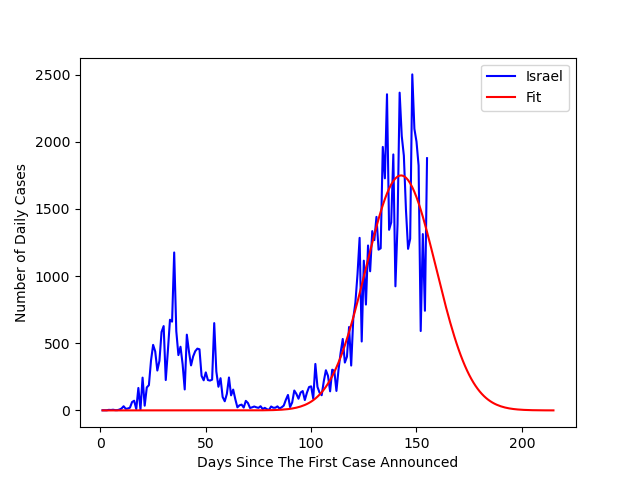 Israel
Fit
2500
2000
1500
1000
500
0
Number of Daily Cases
0 50 100 150 200
Days Since The First Case Announced